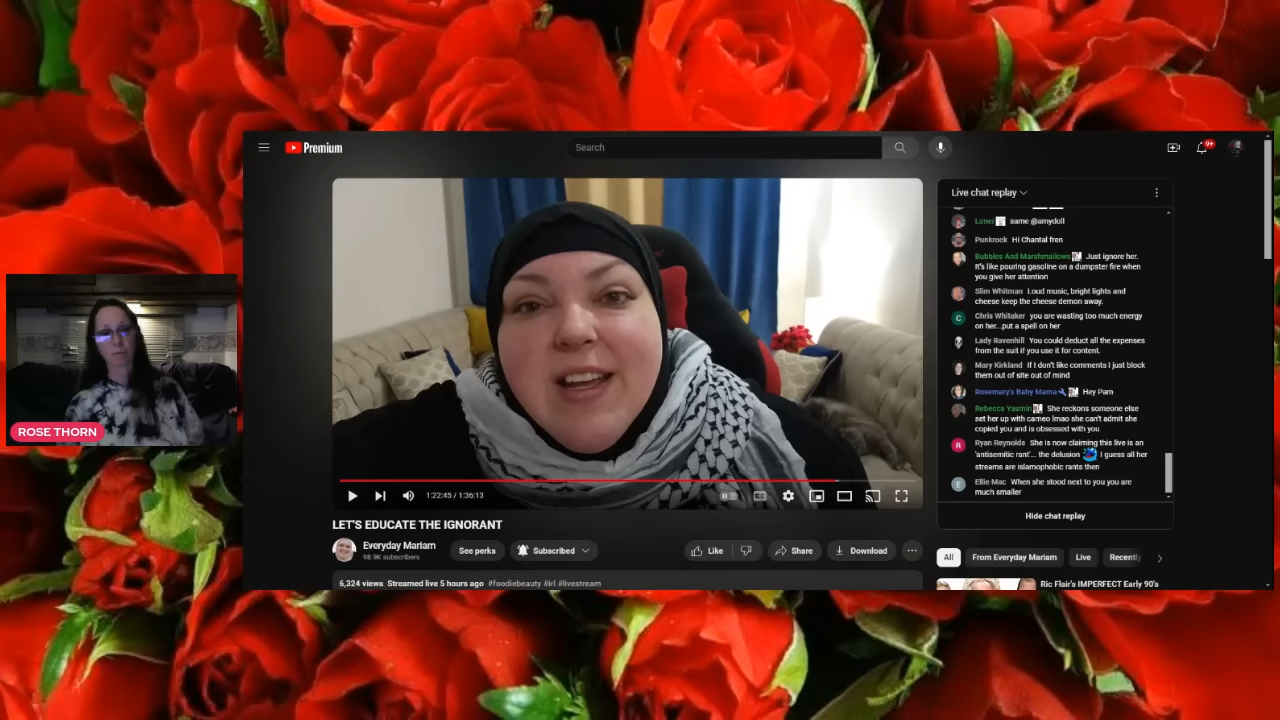 Premium
Search
9+
Live chat replay
Loner same @amydoll
Punkrock Hi Chantal fren
Bubbles And Marshmallows Just ignore her.
It's like pouring gasoline on a dumpster fire when
you give her attention
Slim Whitman Loud music, bright lights and
cheese keep the cheese demon away.
C Chris Whitaker you are wasting too much energy
on her...put a spell on her
Lady Ravenhill You could deduct all the expenses
from the suit if you use it for content.
Mary Kirkland If I don't like comments I just block
them out of site out of mind
Rosemary's Baby Mama Hey Pam
Rebecca Yasmin She reckons someone else
set her up with cameo lmao she can't admit she
copied you and is obsessed with you
R Ryan Reynolds She is now claiming this live is an
'antisemitic rant'... the delusion I guess all her
streams are islamophobic rants then
E Ellie Mac When she stood next to you you are
much smaller
Hide chat replay
ROSE THORN
1:22:45 / 1:36:13
CC
LET'S EDUCATE THE IGNORANT
Everyday Mariam
98.9K subscribers
See perks
Subscribed
Like
Share
Download
6,324 views Streamed live 5 hours ago #foodiebeauty #irl #livestream
All
From Everyday Mariam
Live
Recently
Ric Flair's IMPERFECT Early 90's